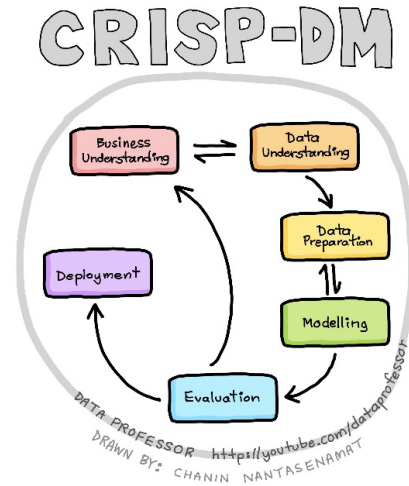 CRISP-DM
Business
Understanding
Data
Understanding
Data
Preparation
Modelling
Evaluation
Deployment
DATA PROFESSOR https://youtube.com/dataprofessor
DRAWN BY: CHANIN NANTASENAMAT